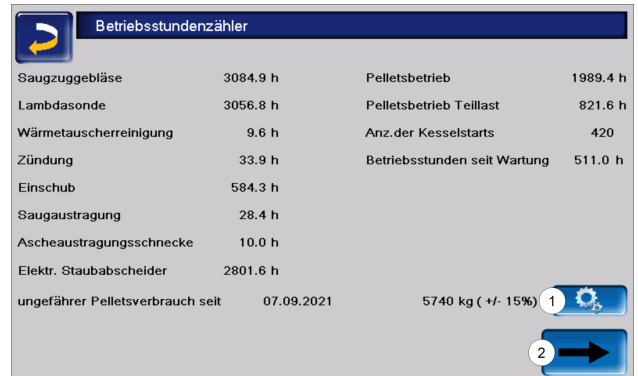 Betriebsstundenzähler
Saugzuggebläse 3084.9 h Pelletsbetrieb 1989.4 h
Lambdasonde 3056.8 h Pelletsbetrieb Teillast 821.6 h
Wärmetauscherreinigung 9.6 h Anz.der Kesselstarts 420
Zündung 33.9 h Betriebsstunden seit Wartung 511.0 h
Einschub 584.3 h
Saugaustragung 28.4 h
Ascheaustragungsschnecke 10.0 h
Elektr. Staubabscheider 2801.6 h
ungefährer Pelletsverbrauch seit 07.09.2021 5740 kg ( +/- 15%) 1
2